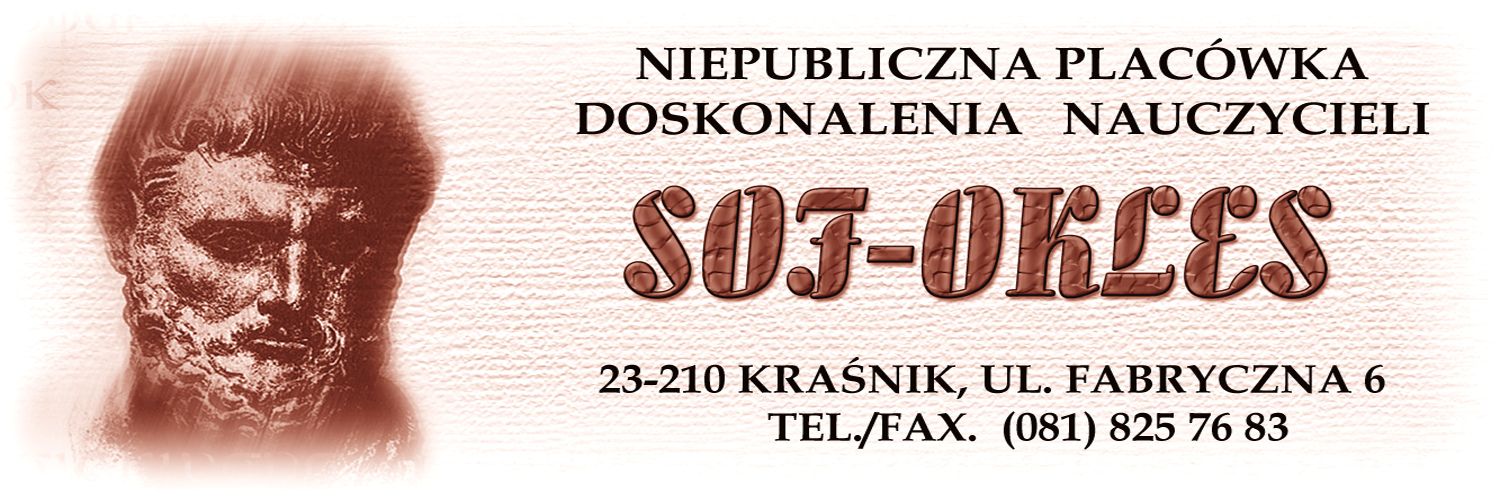 NIEPUBLICZNA PLACÓWKA
DOSKONALENIA NAUCZYCIELI
SOF-OKLES
23-210 KRAŚNIK, UL. FABRYCZNA 6
TEL./FAX. (081) 825 76 83